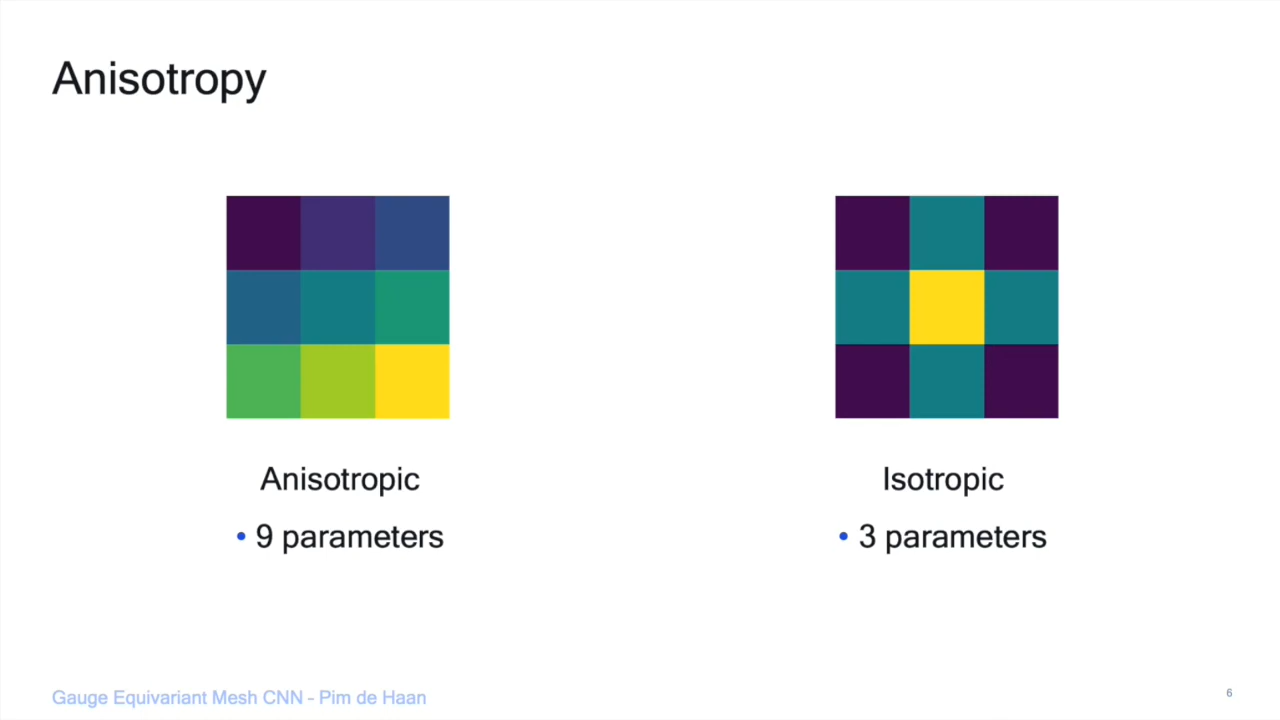 Anisotropy
Anisotropic
• 9 parameters
Isotropic
• 3 parameters
Gauge Equivariant Mesh CNN - Pim de Haan
6